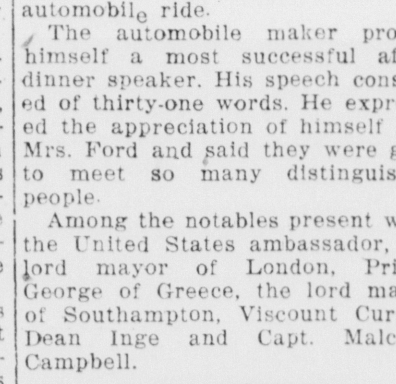 automobile ride.
The automobile maker pro
himself a most successful af
dinner speaker. His speech cons
ed of thirty-one words. He expr
ed the appreciation of himself
Mrs. Ford and said they were g
to meet so many distinguis
people.
Among the notables present w
the United States ambassador,
lord mayor of London, Pri
George of Greece, the lord ma
of Southampton, Viscount Cur
Dean Inge and Capt. Malc
Campbell.